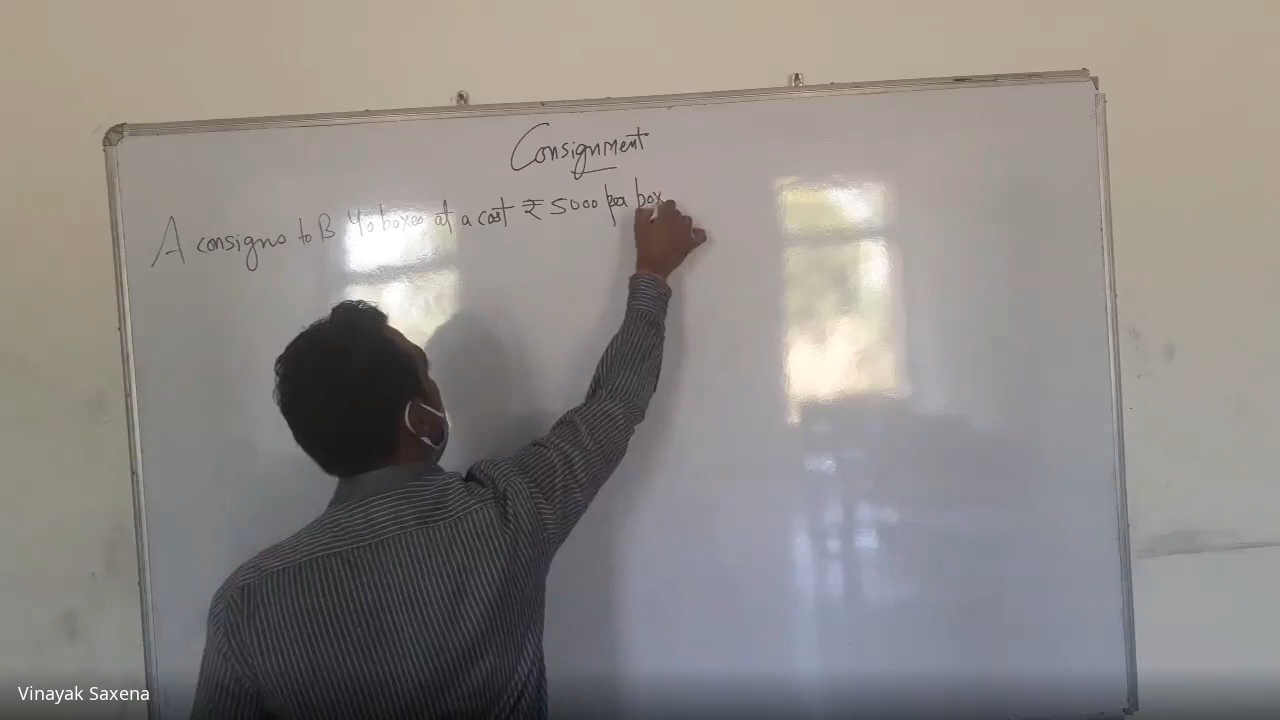 Consignment
A consigns to B 40 boxes at a cost ₹ 5000 per box
Vinayak Saxena